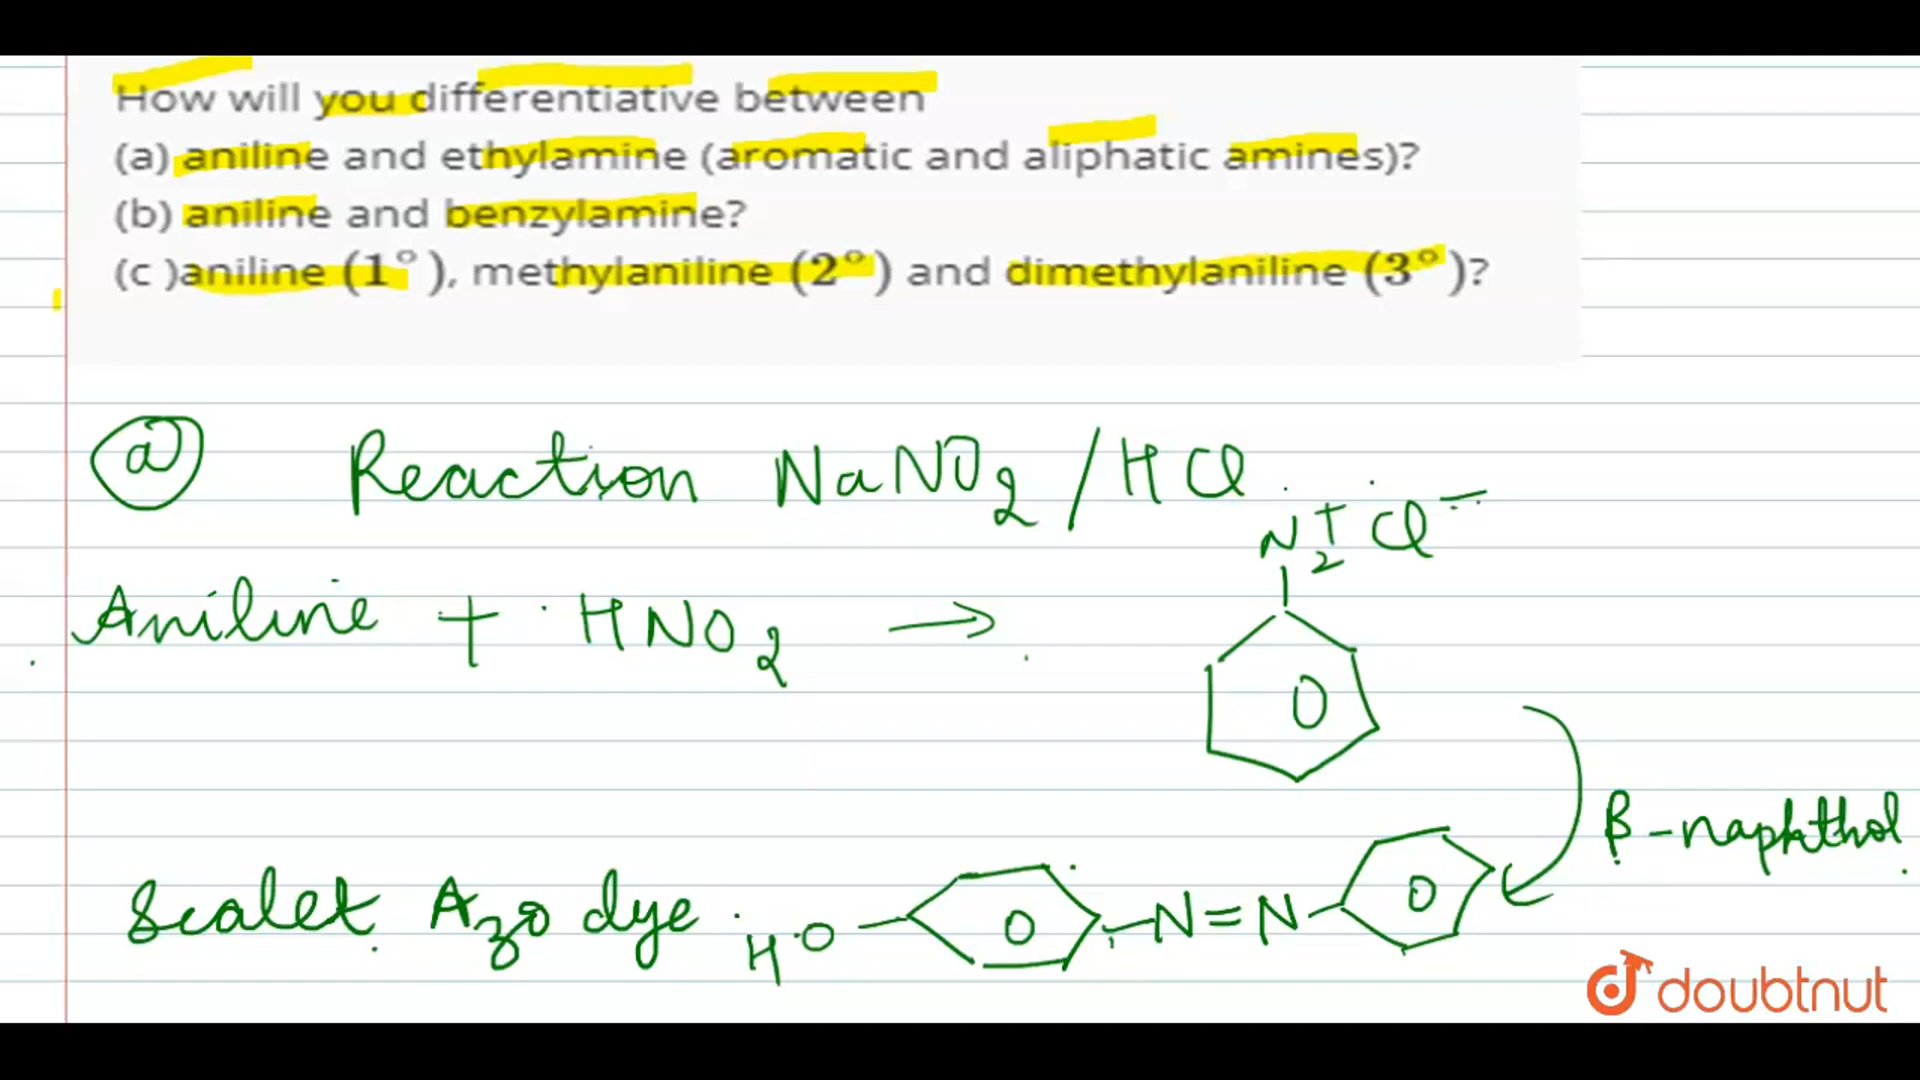 How will you differentiative between
(a) aniline and ethylamine (aromatic and aliphatic amines)?
(b) aniline and benzylamine?
(c )aniline (1°), methylaniline (2°) and dimethylaniline (3°)?
(a) Reaction NaNO₂ / HCl
N₂⁺ Cl⁻
Aniline + HNO₂ →
β-naphthol
Scalet Azo dye HO N=N
doubtnut